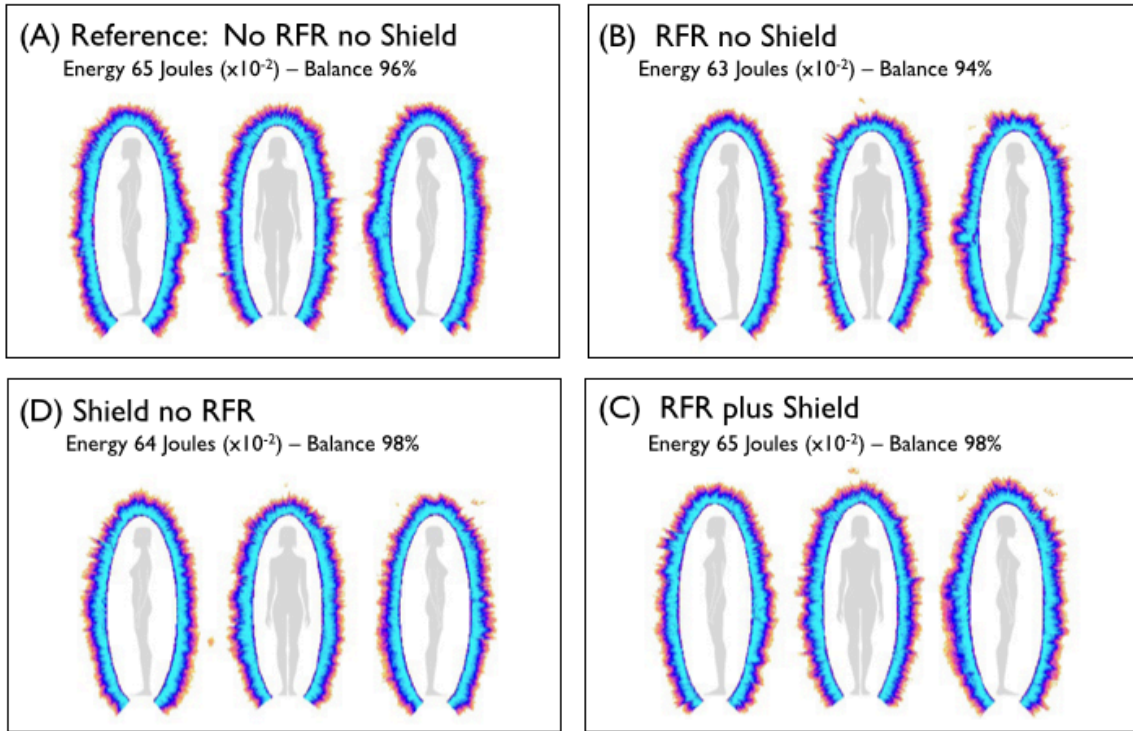 (A) Reference: No RFR no Shield
Energy 65 Joules (x10⁻²) – Balance 96%
(B) RFR no Shield
Energy 63 Joules (x10⁻²) – Balance 94%
(D) Shield no RFR
Energy 64 Joules (x10⁻²) – Balance 98%
(C) RFR plus Shield
Energy 65 Joules (x10⁻²) – Balance 98%